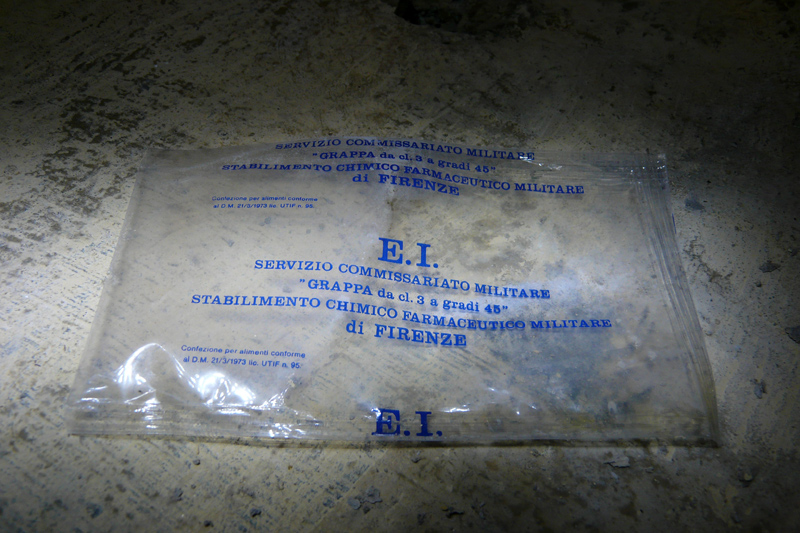 SERVIZIO COMMISSARIATO MILITARE
"GRAPPA da cl. 3 a gradi 45"
STABILIMENTO CHIMICO FARMACEUTICO MILITARE
di FIRENZE
Confezione per alimenti conforme
al D.M. 21/3/1973 lic. UTIF n. 95/
E.I.
SERVIZIO COMMISSARIATO MILITARE
"GRAPPA da cl. 3 a gradi 45"
STABILIMENTO CHIMICO FARMACEUTICO MILITARE
di FIRENZE
Confezione per alimenti conforme
al D.M. 21/3/1973 lic. UTIF n. 95/
E.I.